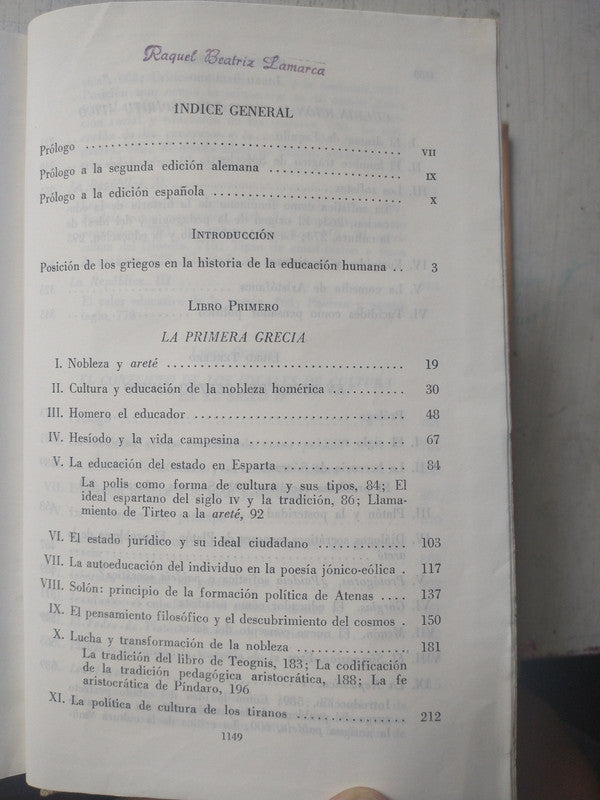 Raquel Beatriz Lamarca
INDICE GENERAL
Prólogo .......... VII
Prólogo a la segunda edición alemana .......... IX
Prólogo a la edición española .......... X
INTRODUCCIÓN
Posición de los griegos en la historia de la educación humana .. 3
LIBRO PRIMERO
LA PRIMERA GRECIA
I. Nobleza y areté .......... 19
II. Cultura y educación de la nobleza homérica .......... 30
III. Homero el educador .......... 48
IV. Hesíodo y la vida campesina .......... 67
V. La educación del estado en Esparta .......... 84
La polis como forma de cultura y sus tipos, 84; El
ideal espartano del siglo IV y la tradición, 86; Llama-
miento de Tirteo a la areté, 92
VI. El estado jurídico y su ideal ciudadano .......... 103
VII. La autoeducación del individuo en la poesía jónico-eólica . 117
VIII. Solón: principio de la formación política de Atenas .... 137
IX. El pensamiento filosófico y el descubrimiento del cosmos . 150
X. Lucha y transformación de la nobleza .......... 181
La tradición del libro de Teognis, 183; La codificación
de la tradición pedagógica aristocrática, 188; La fe
aristocrática de Píndaro, 196
XI. La política de cultura de los tiranos .......... 212
1149